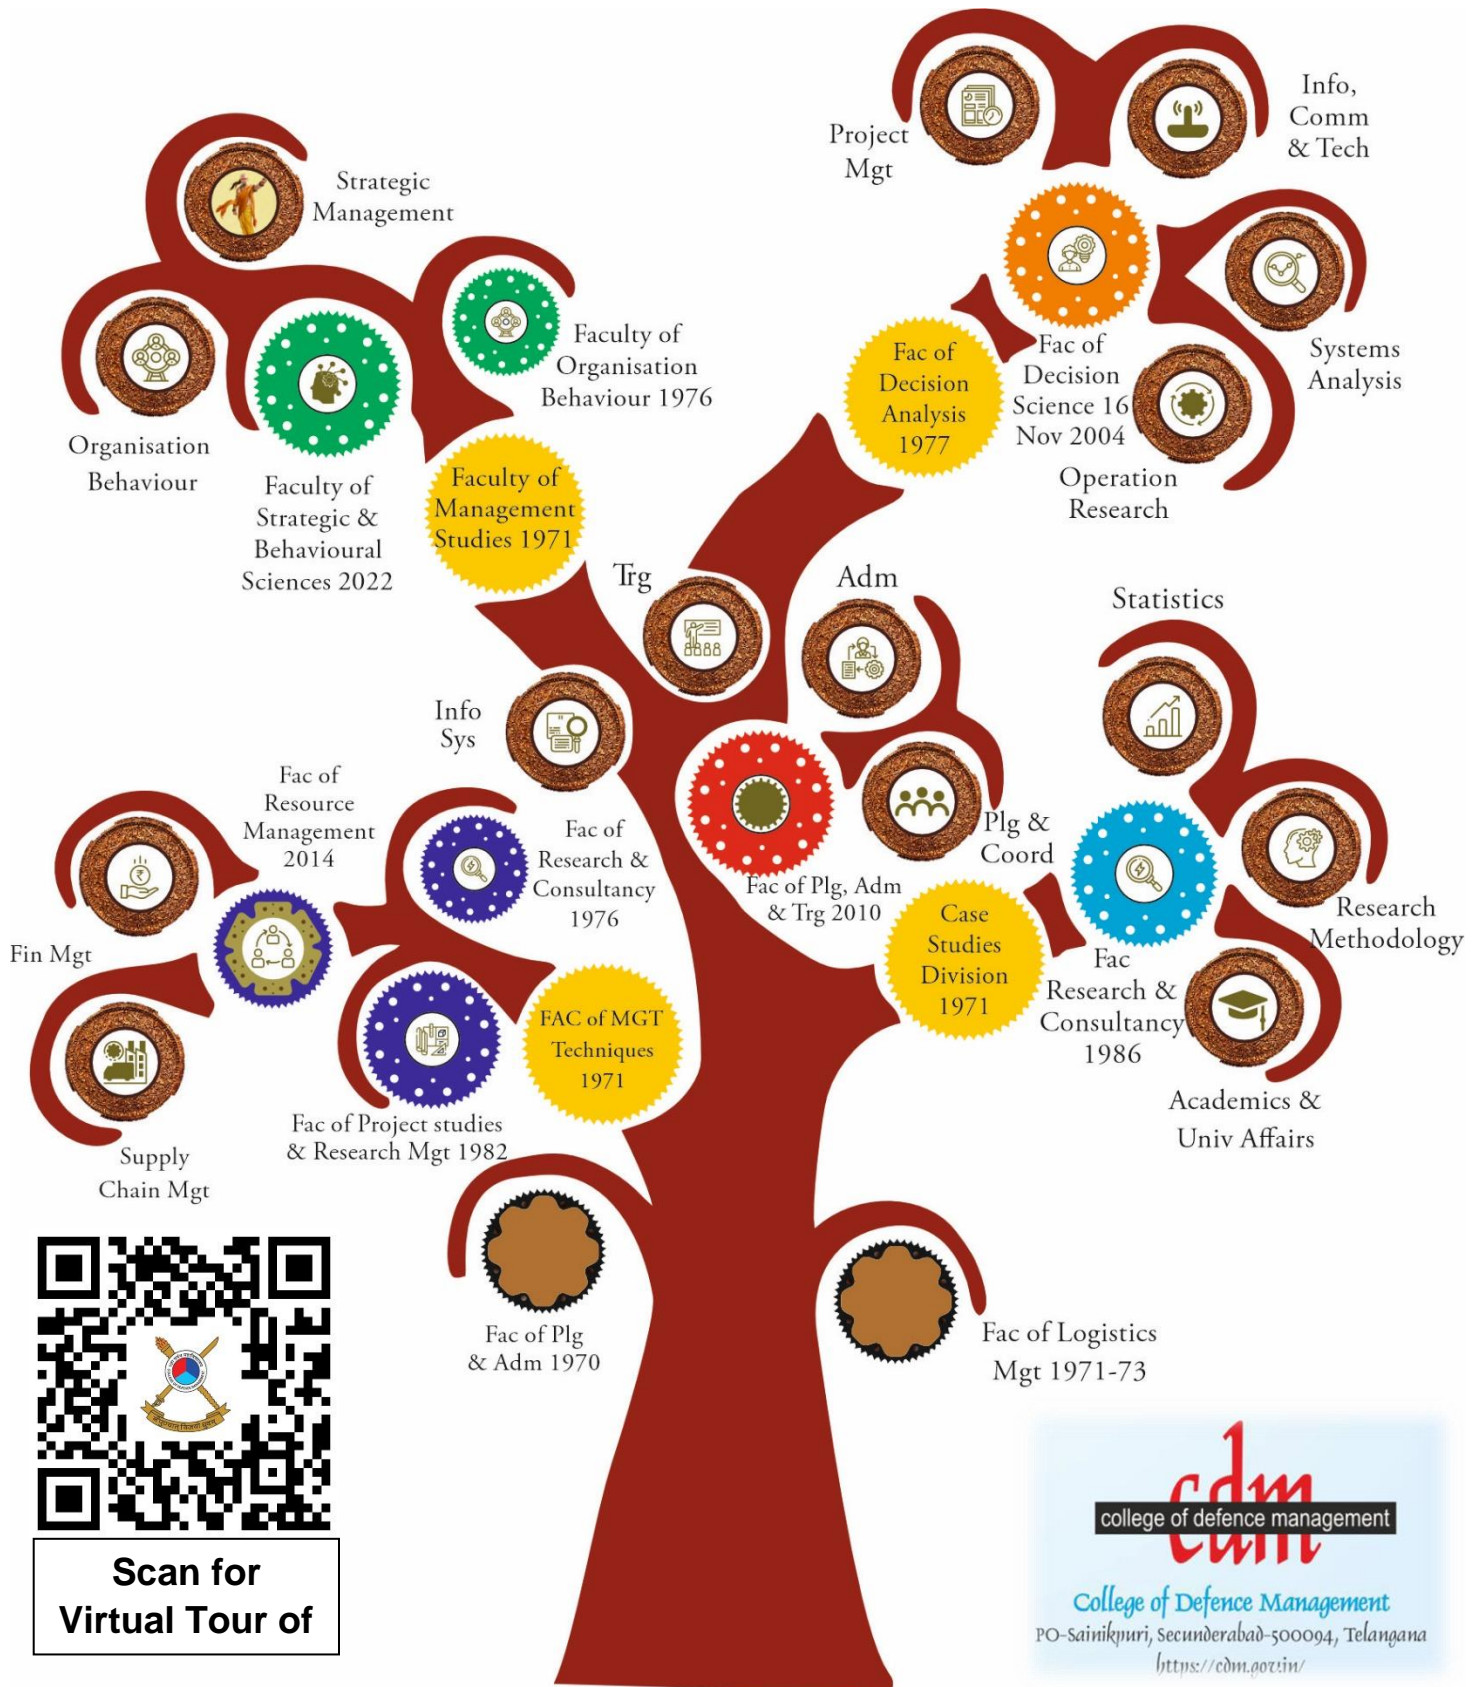 Project
Mgt
Info,
Comm
& Tech
Strategic
Management
Faculty of
Organisation
Behaviour 1976
Organisation
Behaviour
Faculty of
Strategic &
Behavioural
Sciences 2022
Faculty of
Management
Studies 1971
Fac of
Decision
Analysis
1977
Fac of
Decision
Science 16
Nov 2004
Systems
Analysis
Operation
Research
Trg
Adm
Statistics
Info
Sys
Fac of
Resource
Management
2014
Fac of
Research &
Consultancy
1976
Plg &
Coord
Fac of Plg, Adm
& Trg 2010
Case
Studies
Division
1971
Research
Methodology
Fac
Research &
Consultancy
1986
Fin Mgt
FAC of MGT
Techniques
1971
Academics &
Univ Affairs
Fac of Project studies
& Research Mgt 1982
Supply
Chain Mgt
Fac of Plg
& Adm 1970
Fac of Logistics
Mgt 1971-73
Scan for
Virtual Tour of
cdm
college of defence management
College of Defence Management
PO-Sainikpuri, Secunderabad-500094, Telangana
https://cdm.gov.in/